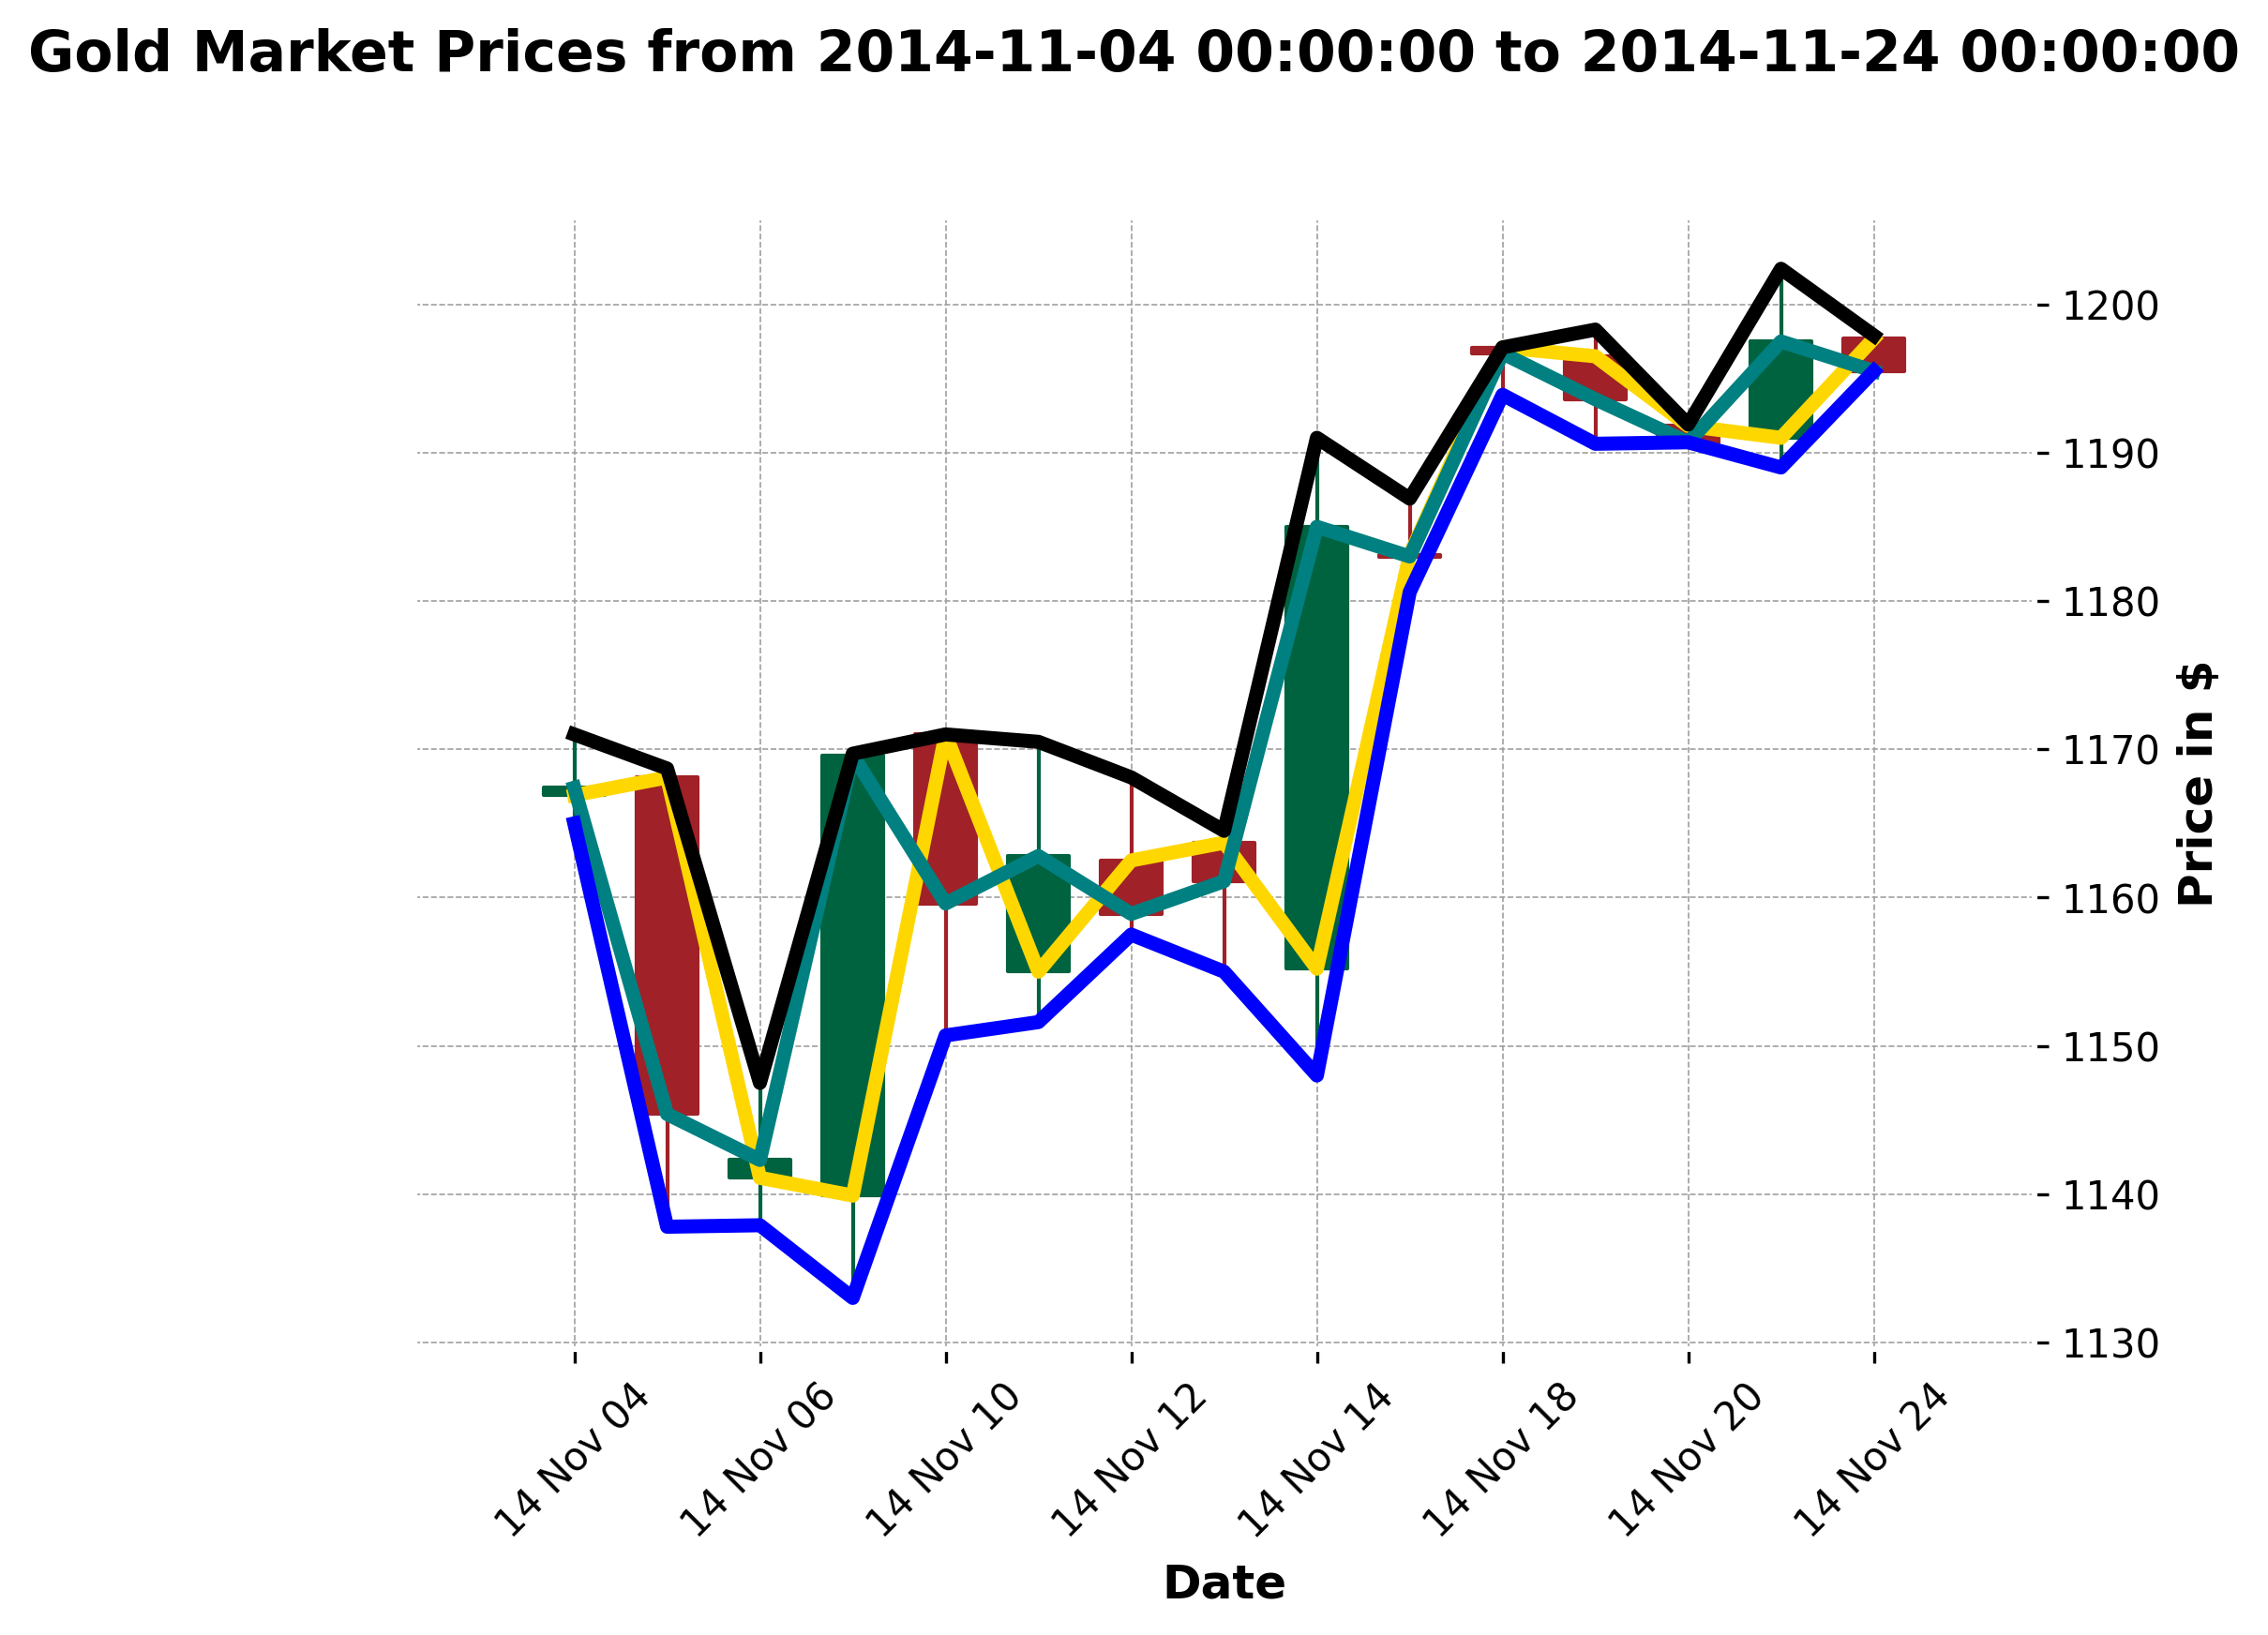 Gold Market Prices from 2014-11-04 00:00:00 to 2014-11-24 00:00:00
1200
1190
1180
1170
1160
1150
1140
1130
Price in $
14 Nov 04
14 Nov 06
14 Nov 10
14 Nov 12
14 Nov 14
14 Nov 18
14 Nov 20
14 Nov 24
Date